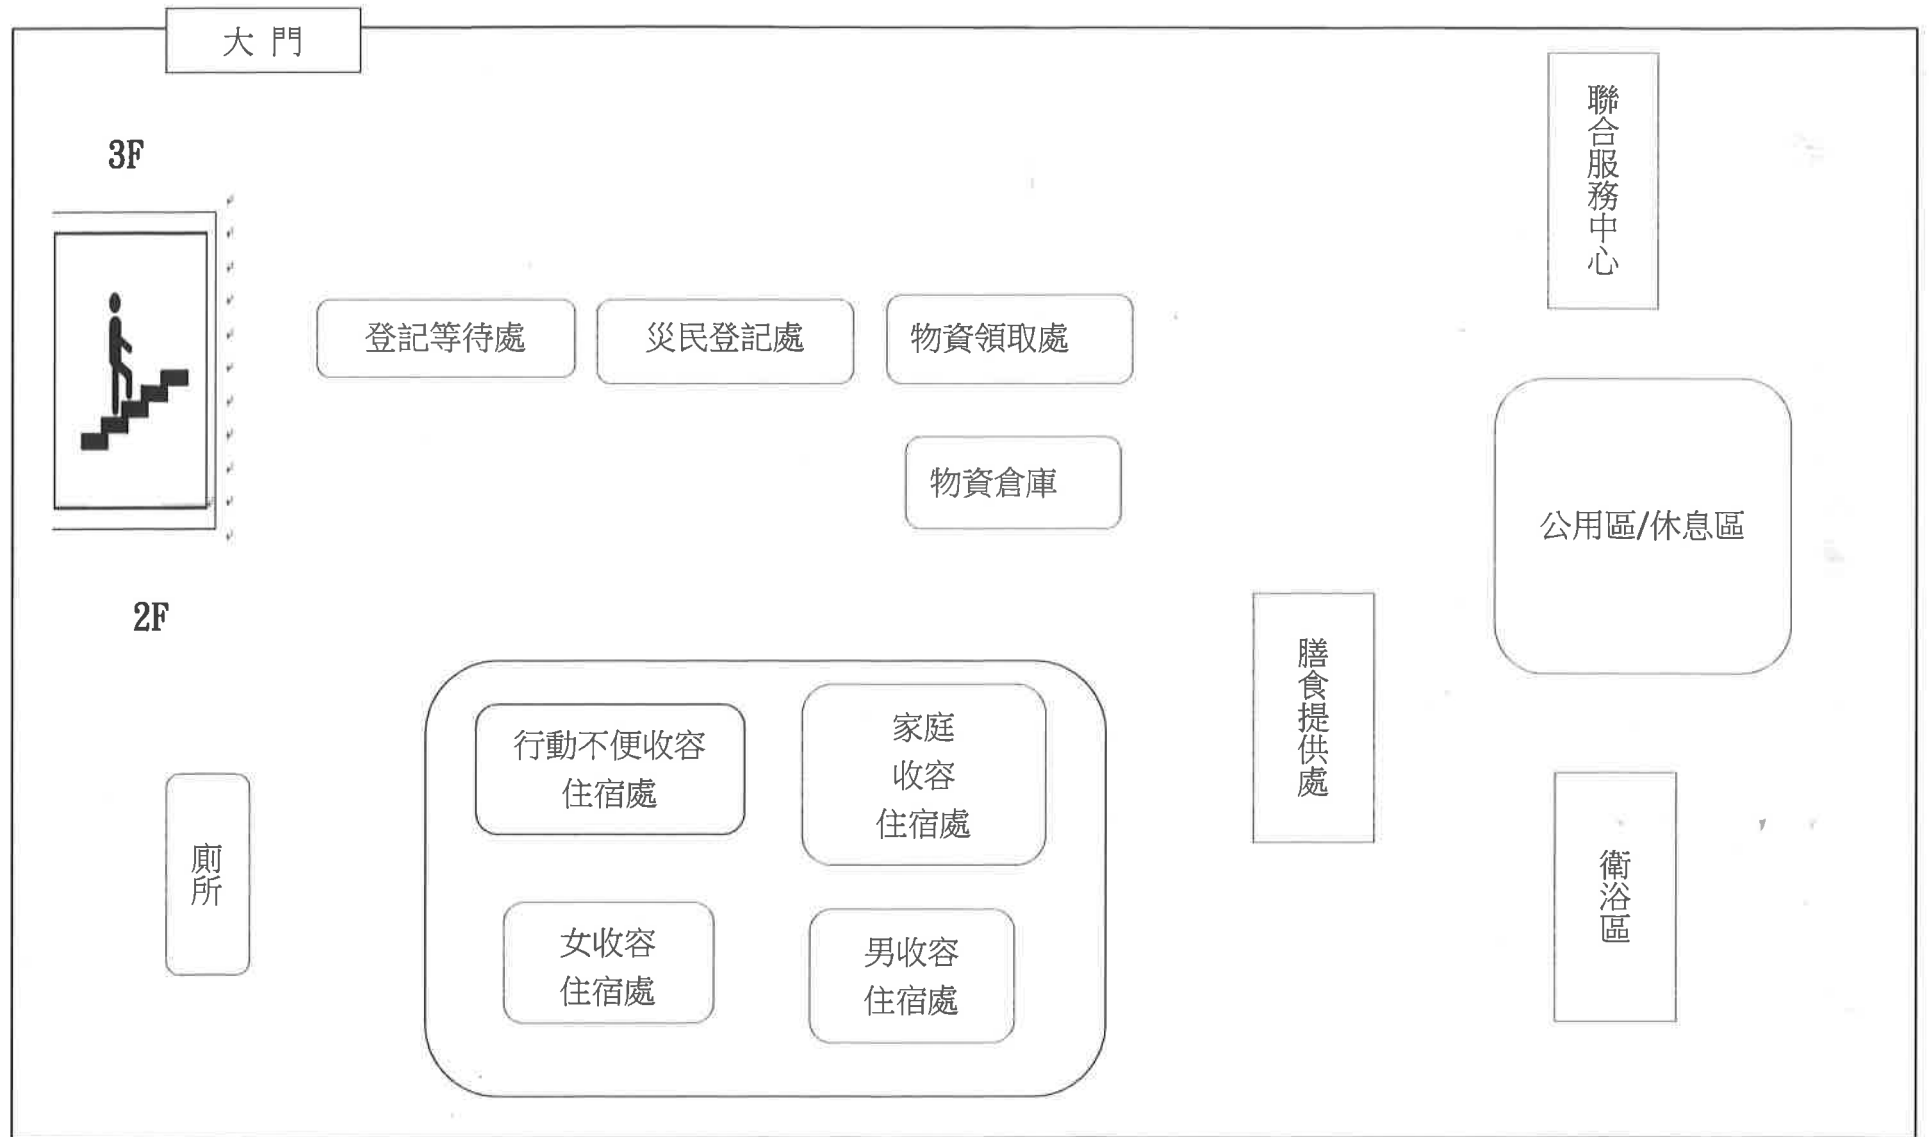 大 門
聯合服務中心
3F
登記等待處
災民登記處
物資領取處
物資倉庫
公用區/休息區
2F
膳食提供處
行動不便收容
住宿處
家庭
收容
住宿處
廁所
衛浴區
女收容
住宿處
男收容
住宿處